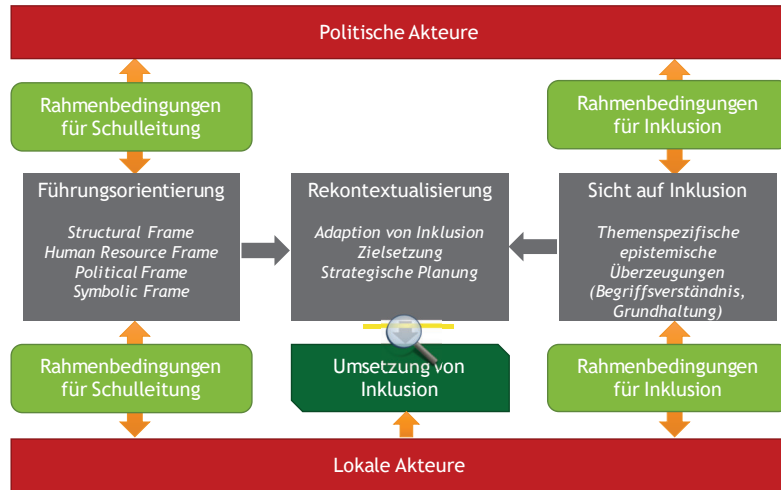 Politische Akteure
Rahmenbedingungen
für Schulleitung
Rahmenbedingungen
für Inklusion
Führungsorientierung
Structural Frame
Human Resource Frame
Political Frame
Symbolic Frame
Rekontextualisierung
Adaption von Inklusion
Zielsetzung
Strategische Planung
Sicht auf Inklusion
Themenspezifische
epistemische
Überzeugungen
(Begriffsverständnis,
Grundhaltung)
Rahmenbedingungen
für Schulleitung
Umsetzung von
Inklusion
Rahmenbedingungen
für Inklusion
Lokale Akteure